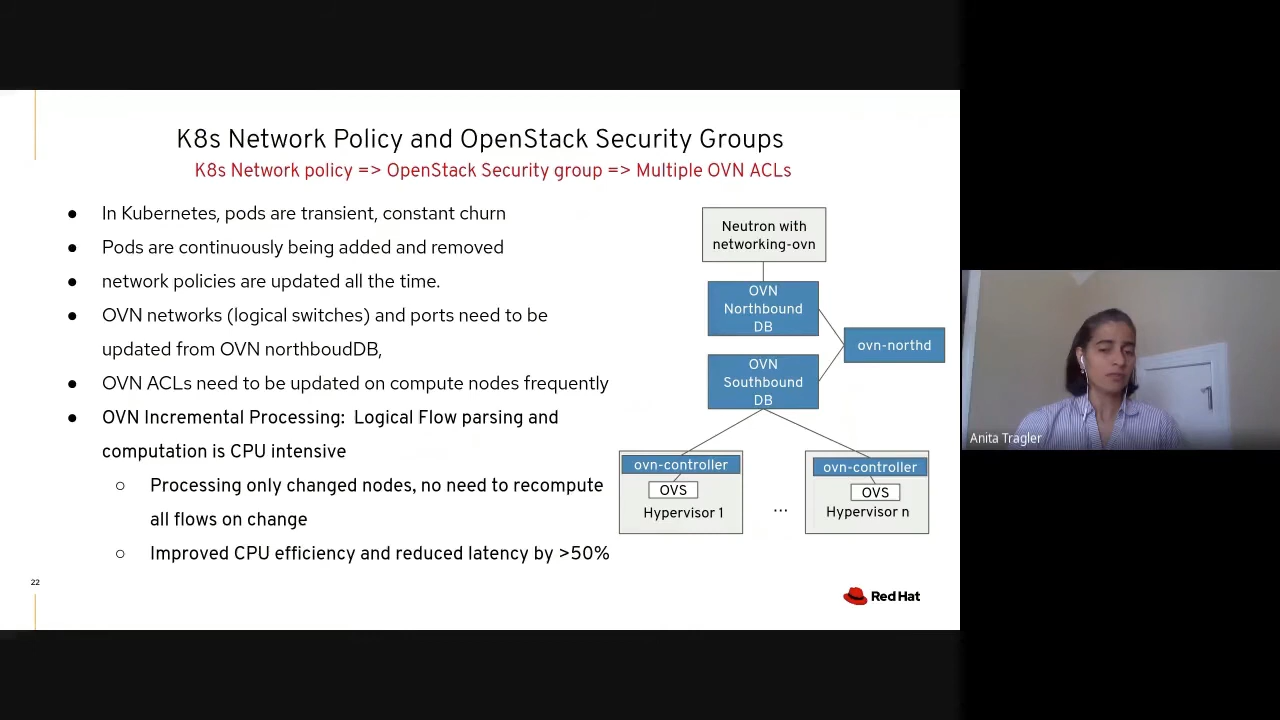 K8s Network Policy and OpenStack Security Groups
K8s Network policy => OpenStack Security group => Multiple OVN ACLs
● In Kubernetes, pods are transient, constant churn
● Pods are continuously being added and removed
● network policies are updated all the time.
● OVN networks (logical switches) and ports need to be
updated from OVN northboudDB,
● OVN ACLs need to be updated on compute nodes frequently
● OVN Incremental Processing: Logical Flow parsing and
computation is CPU intensive
○ Processing only changed nodes, no need to recompute
all flows on change
○ Improved CPU efficiency and reduced latency by >50%
Neutron with
networking-ovn
OVN
Northbound
DB
ovn-northd
OVN
Southbound
DB
ovn-controller
OVS
Hypervisor 1
...
ovn-controller
OVS
Hypervisor n
22
Red Hat
Anita Tragler